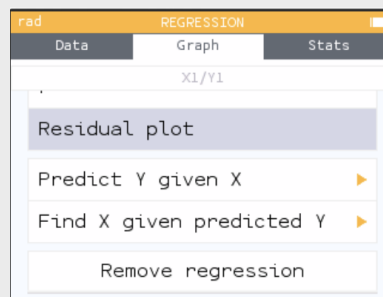 rad
REGRESSION
Data
Graph
Stats
X1/Y1
Residual plot
Predict Y given X
Find X given predicted Y
Remove regression